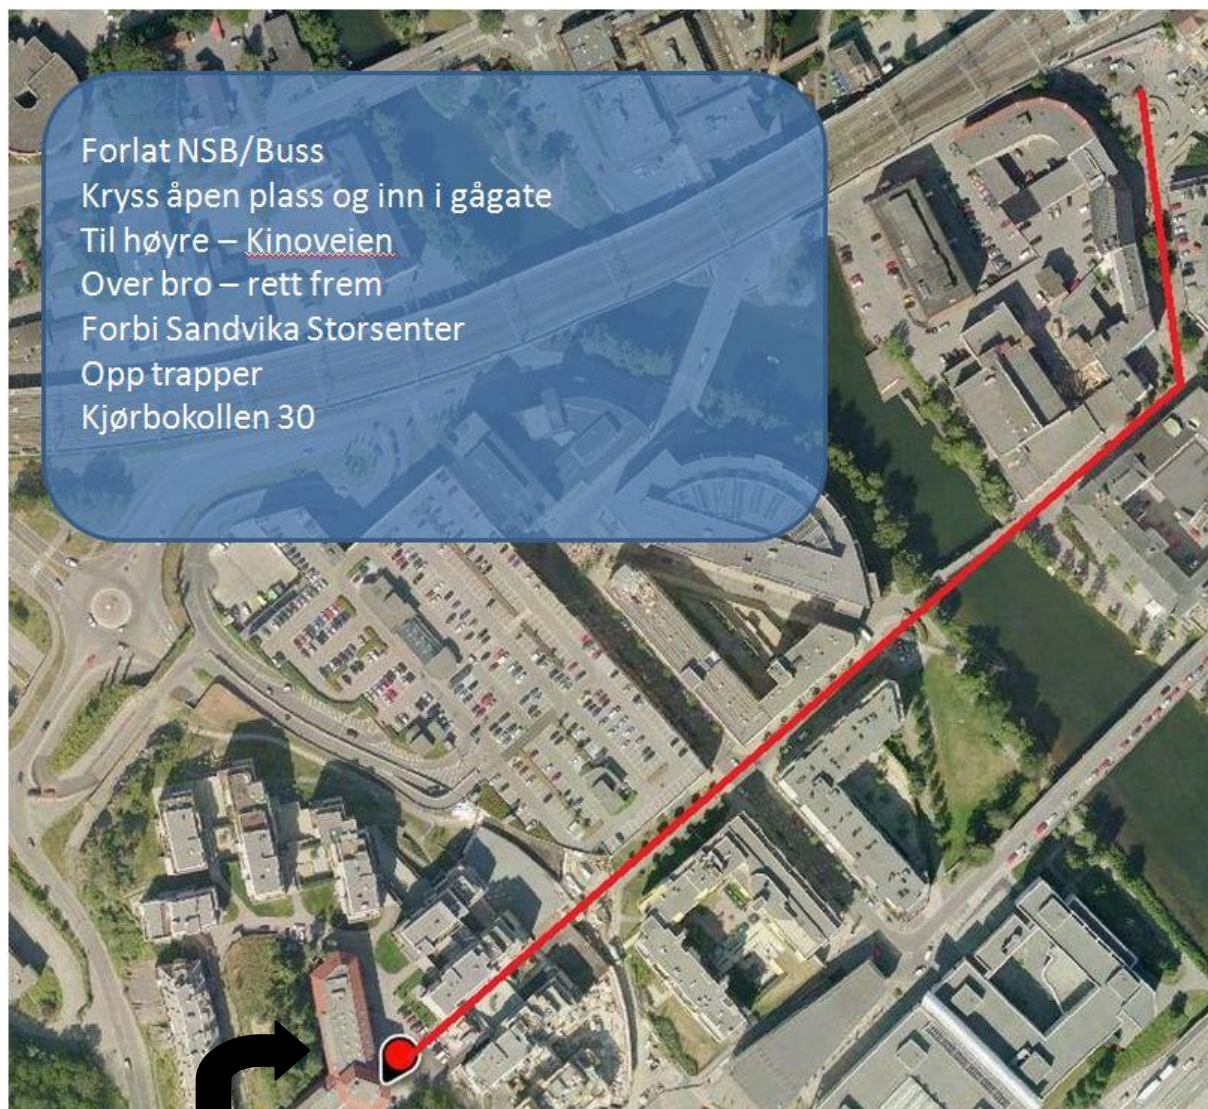 Forlat NSB/Buss
Kryss åpen plass og inn i gågate
Til høyre – Kinoveien
Over bro – rett frem
Forbi Sandvika Storsenter
Opp trapper
Kjørbokollen 30